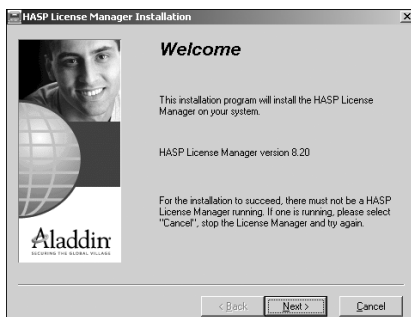 HASP License Manager Installation
Welcome
This installation program will install the HASP License
Manager on your system.
HASP License Manager version 8.20
For the installation to succeed, there must not be a HASP
License Manager running. If one is running, please select
"Cancel", stop the License Manager and try again.
Aladdin
SECURING THE GLOBAL VILLAGE
< Back
Next >
Cancel